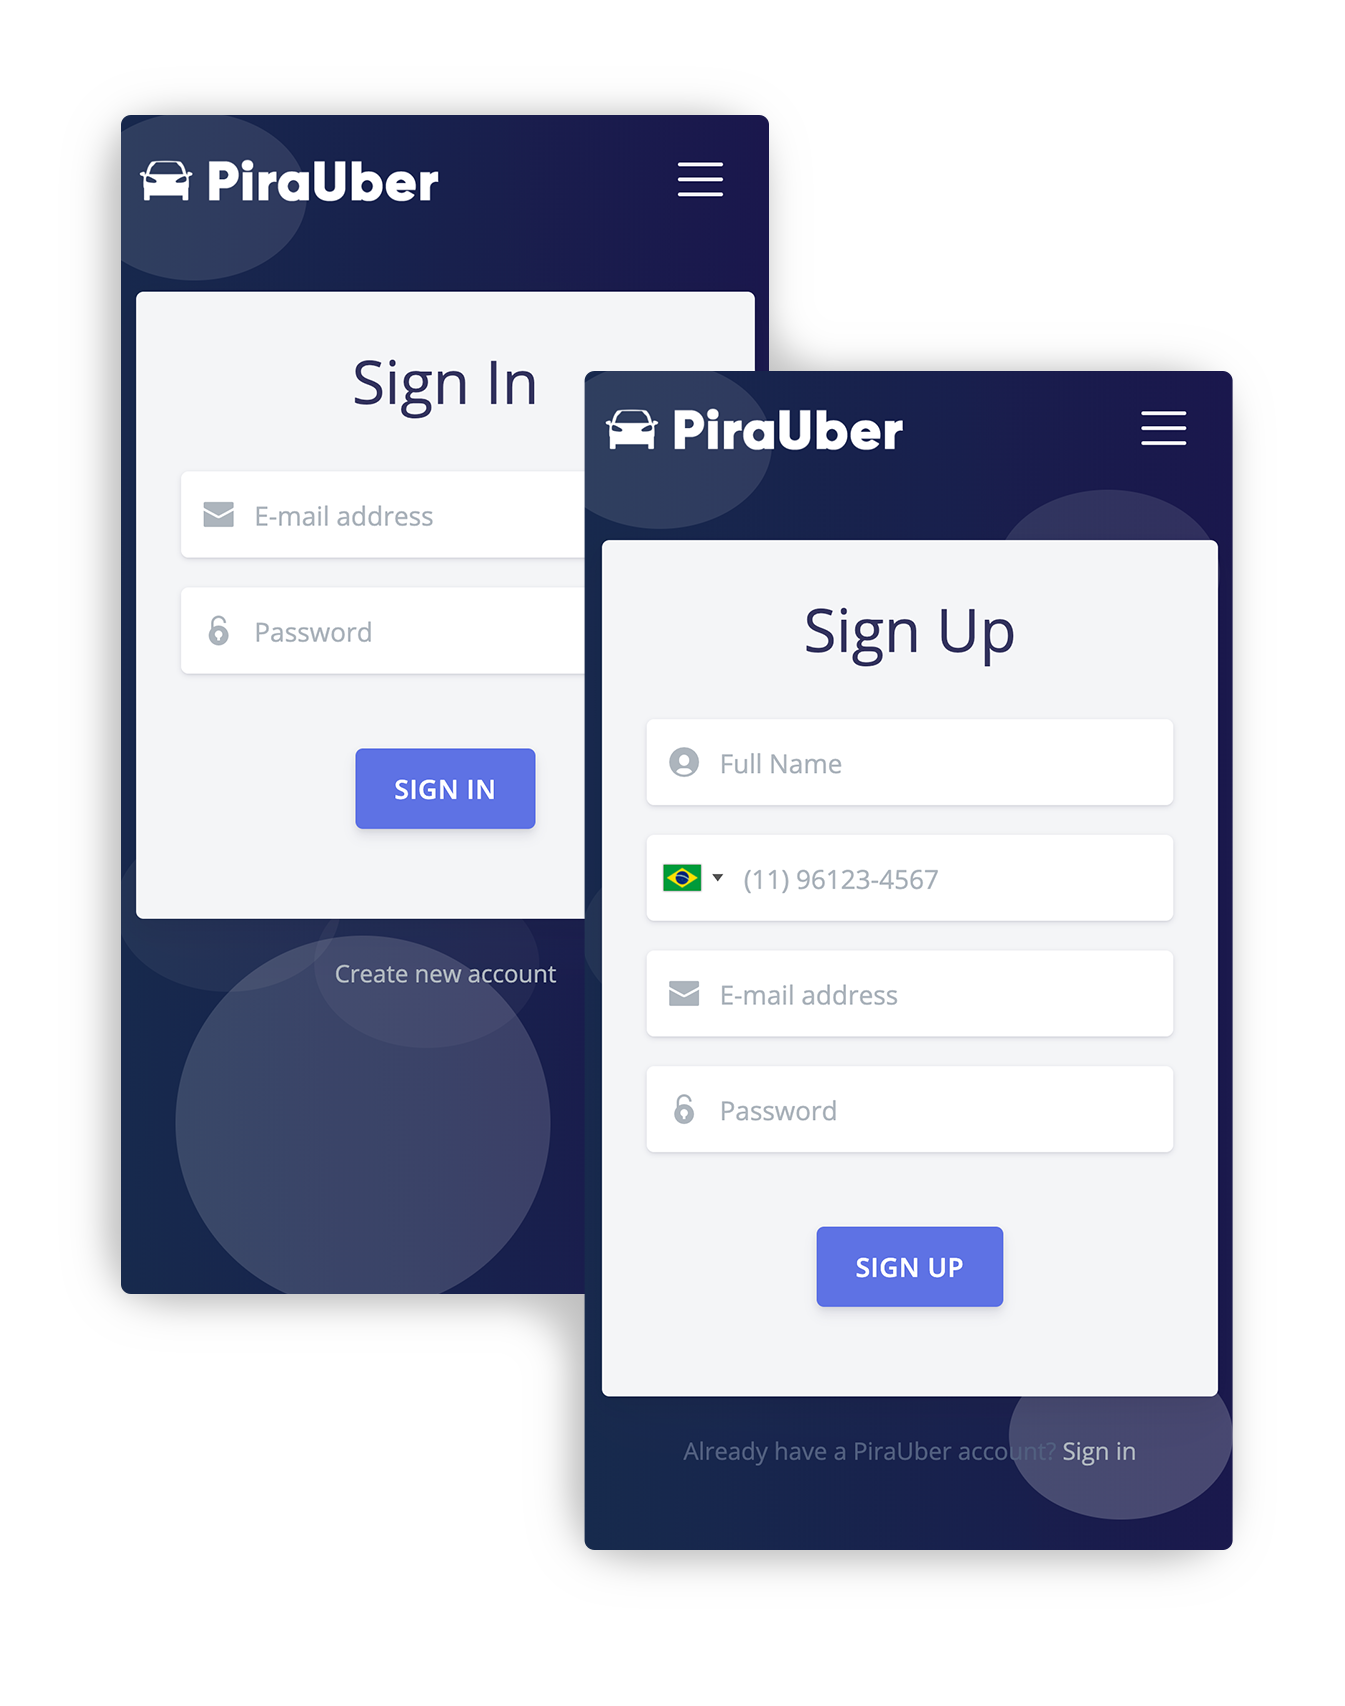 PiraUber
Sign In
E-mail address
Password
SIGN IN
Create new account
PiraUber
Sign Up
Full Name
(11) 96123-4567
E-mail address
Password
SIGN UP
Already have a PiraUber account? Sign in